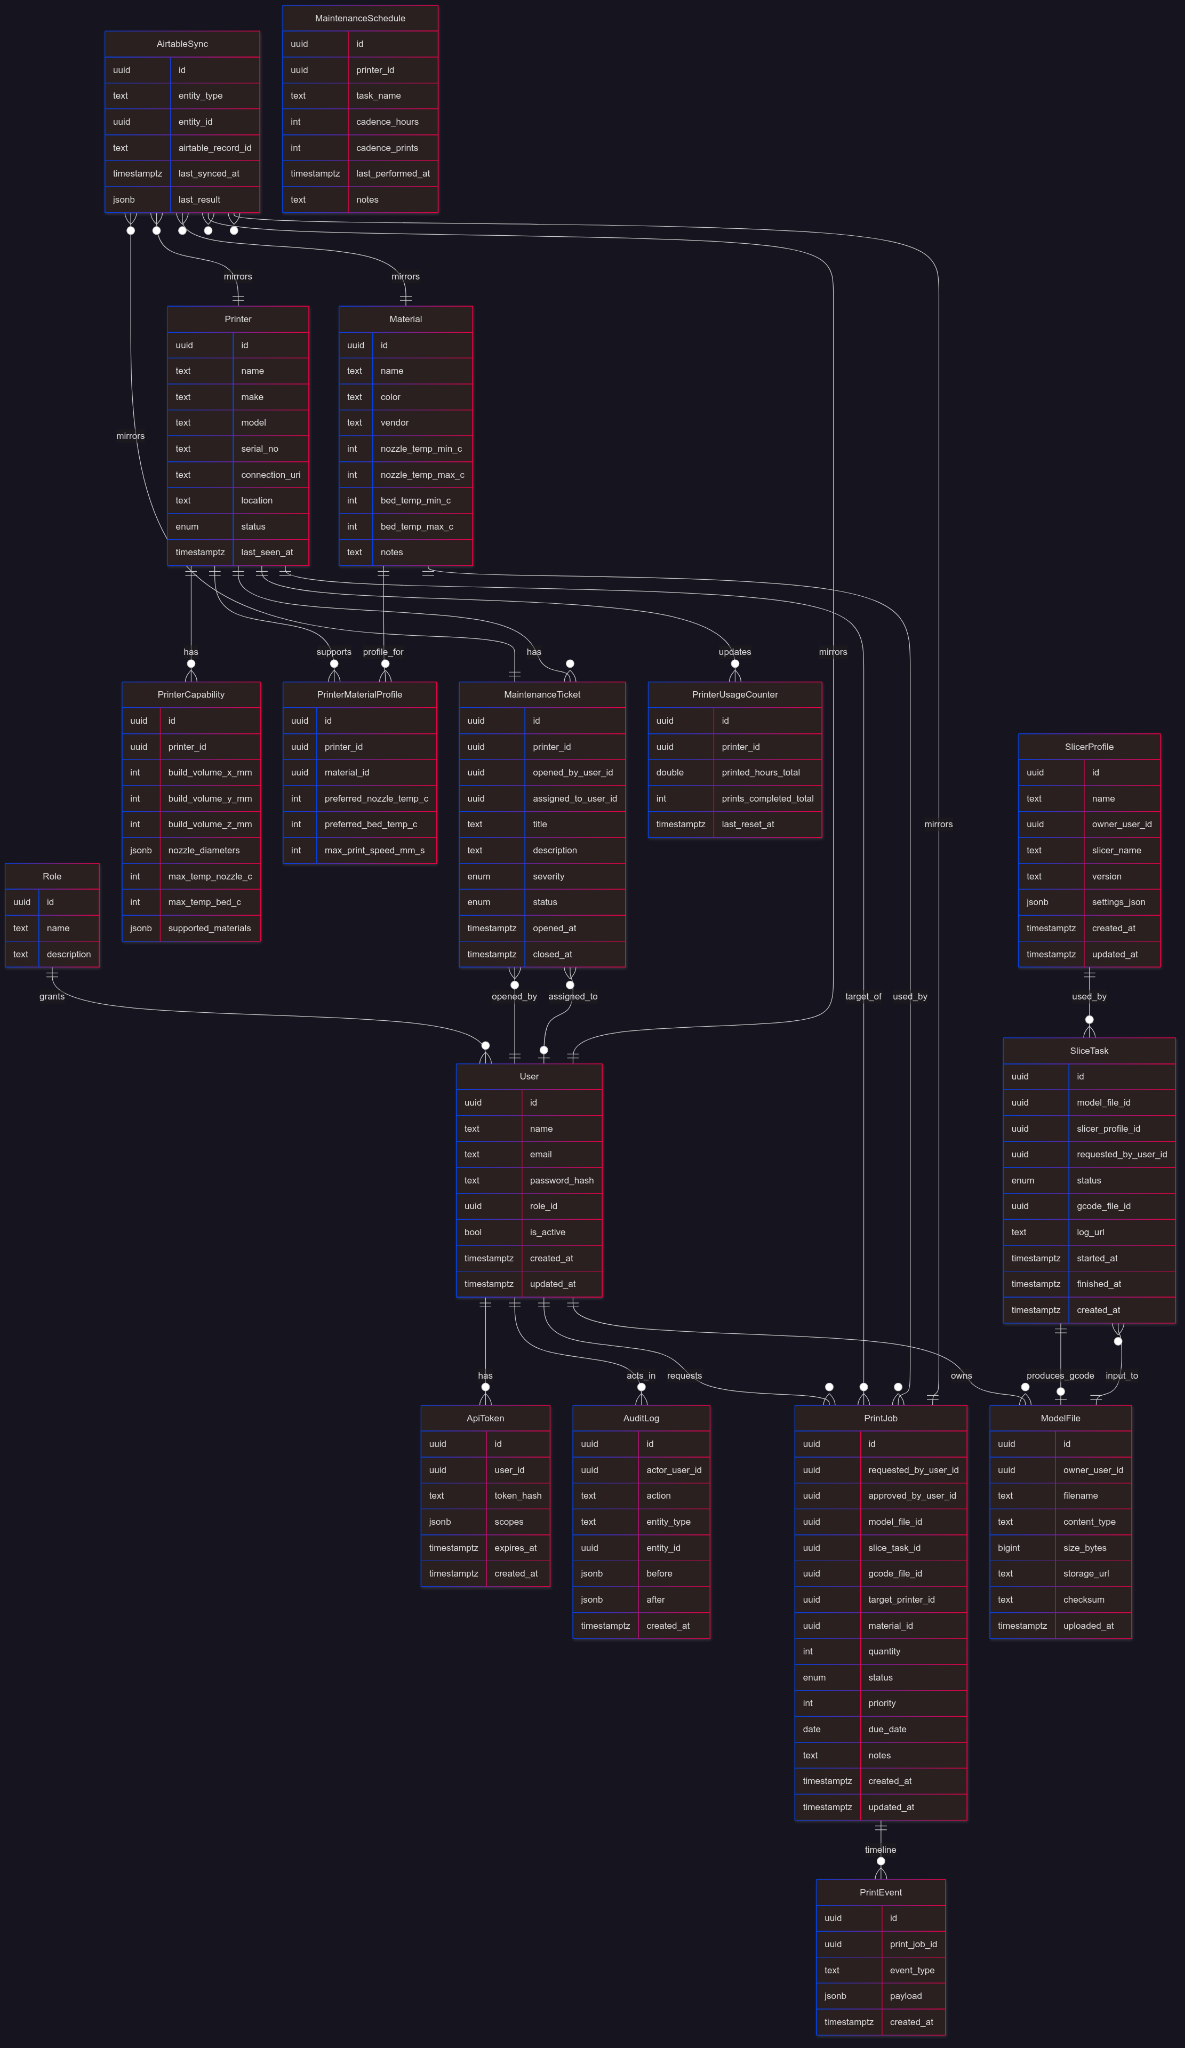 MaintenanceSchedule
uuid id
uuid printer_id
text task_name
int cadence_hours
int cadence_prints
timestamptz last_performed_at
text notes
AirtableSync
uuid id
text entity_type
uuid entity_id
text airtable_record_id
timestamptz last_synced_at
jsonb last_result
mirrors
mirrors
mirrors
mirrors
mirrors
Printer
uuid id
text name
text make
text model
text serial_no
text connection_uri
text location
enum status
timestamptz last_seen_at
Material
uuid id
text name
text color
text vendor
int nozzle_temp_min_c
int nozzle_temp_max_c
int bed_temp_min_c
int bed_temp_max_c
text notes
has
supports
profile_for
has
updates
PrinterCapability
uuid id
uuid printer_id
int build_volume_x_mm
int build_volume_y_mm
int build_volume_z_mm
jsonb nozzle_diameters
int max_temp_nozzle_c
int max_temp_bed_c
jsonb supported_materials
PrinterMaterialProfile
uuid id
uuid printer_id
uuid material_id
int preferred_nozzle_temp_c
int preferred_bed_temp_c
int max_print_speed_mm_s
MaintenanceTicket
uuid id
uuid printer_id
uuid opened_by_user_id
uuid assigned_to_user_id
text title
text description
enum severity
enum status
timestamptz opened_at
timestamptz closed_at
PrinterUsageCounter
uuid id
uuid printer_id
double printed_hours_total
int prints_completed_total
timestamptz last_reset_at
SlicerProfile
uuid id
text name
uuid owner_user_id
text slicer_name
text version
jsonb settings_json
timestamptz created_at
timestamptz updated_at
Role
uuid id
text name
text description
grants
opened_by
assigned_to
target_of
used_by
used_by
User
uuid id
text name
text email
text password_hash
uuid role_id
bool is_active
timestamptz created_at
timestamptz updated_at
SliceTask
uuid id
uuid model_file_id
uuid slicer_profile_id
uuid requested_by_user_id
enum status
uuid gcode_file_id
text log_url
timestamptz started_at
timestamptz finished_at
timestamptz created_at
has
acts_in
requests
owns
produces_gcode
input_to
ApiToken
uuid id
uuid user_id
text token_hash
jsonb scopes
timestamptz expires_at
timestamptz created_at
AuditLog
uuid id
uuid actor_user_id
text action
text entity_type
uuid entity_id
jsonb before
jsonb after
timestamptz created_at
PrintJob
uuid id
uuid requested_by_user_id
uuid approved_by_user_id
uuid model_file_id
uuid slice_task_id
uuid gcode_file_id
uuid target_printer_id
uuid material_id
int quantity
enum status
int priority
date due_date
text notes
timestamptz created_at
timestamptz updated_at
ModelFile
uuid id
uuid owner_user_id
text filename
text content_type
bigint size_bytes
text storage_url
text checksum
timestamptz uploaded_at
timeline
PrintEvent
uuid id
uuid print_job_id
text event_type
jsonb payload
timestamptz created_at